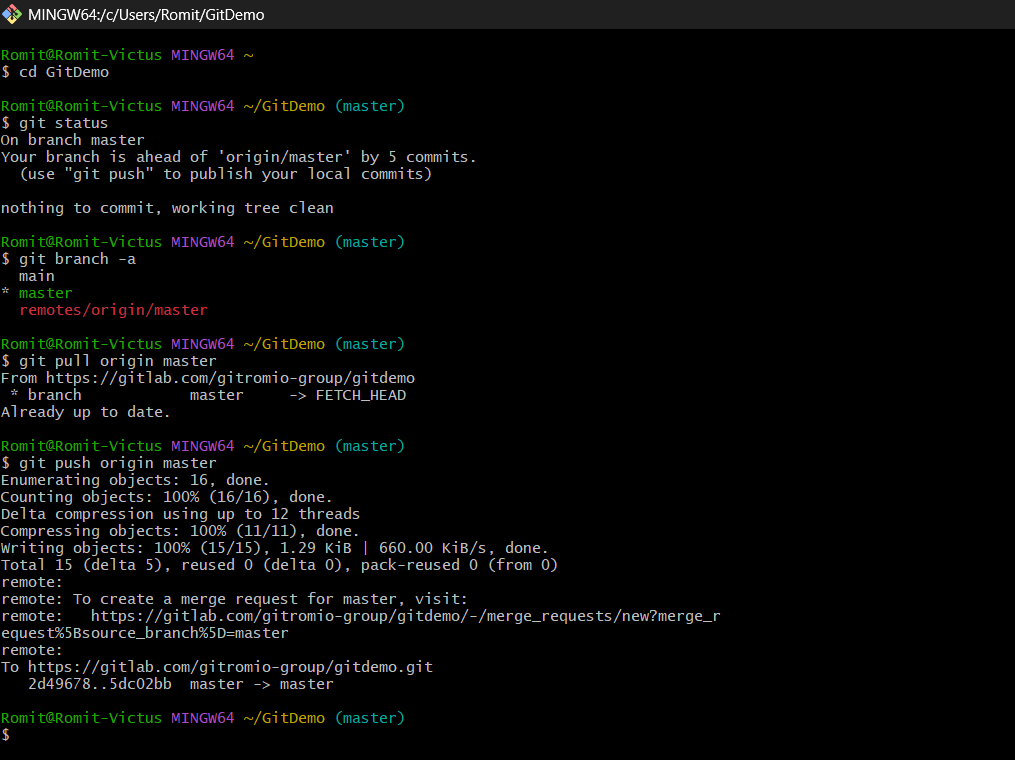 MINGW64:/c/Users/Romit/GitDemo
Romit@Romit-Victus MINGW64 ~
$ cd GitDemo
Romit@Romit-Victus MINGW64 ~/GitDemo (master)
$ git status
On branch master
Your branch is ahead of 'origin/master' by 5 commits.
  (use "git push" to publish your local commits)
nothing to commit, working tree clean
Romit@Romit-Victus MINGW64 ~/GitDemo (master)
$ git branch -a
  main
* master
  remotes/origin/master
Romit@Romit-Victus MINGW64 ~/GitDemo (master)
$ git pull origin master
From https://gitlab.com/gitromio-group/gitdemo
 * branch            master     -> FETCH_HEAD
Already up to date.
Romit@Romit-Victus MINGW64 ~/GitDemo (master)
$ git push origin master
Enumerating objects: 16, done.
Counting objects: 100% (16/16), done.
Delta compression using up to 12 threads
Compressing objects: 100% (11/11), done.
Writing objects: 100% (15/15), 1.29 KiB | 660.00 KiB/s, done.
Total 15 (delta 5), reused 0 (delta 0), pack-reused 0 (from 0)
remote:
remote: To create a merge request for master, visit:
remote:   https://gitlab.com/gitromio-group/gitdemo/-/merge_requests/new?merge_r
equest%5Bsource_branch%5D=master
remote:
To https://gitlab.com/gitromio-group/gitdemo.git
   2d49678..5dc02bb  master -> master
Romit@Romit-Victus MINGW64 ~/GitDemo (master)
$